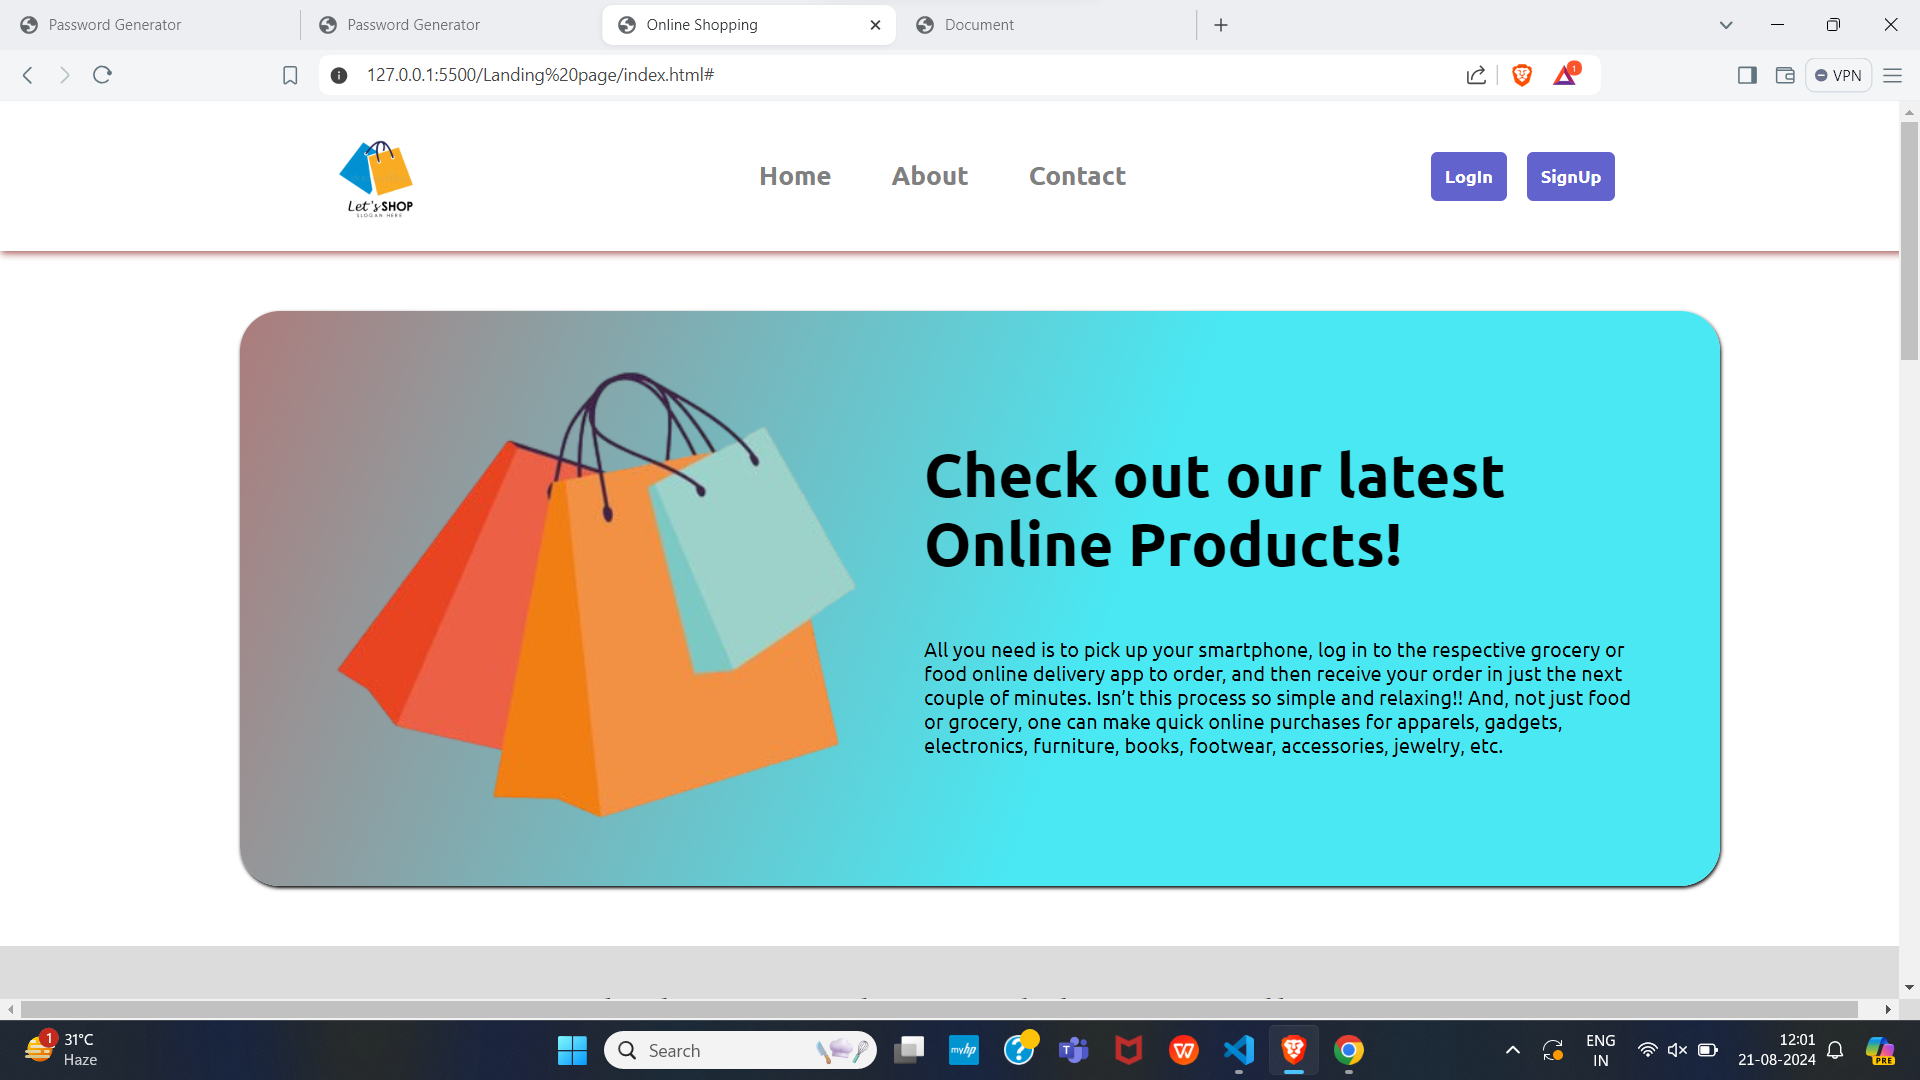 Password Generator
Password Generator
Online Shopping
Document
127.0.0.1:5500/Landing%20page/index.html#
1
VPN
Let's SHOP
SLOGAN HERE
Home
About
Contact
LogIn
SignUp
Check out our latest
Online Products!
All you need is to pick up your smartphone, log in to the respective grocery or
food online delivery app to order, and then receive your order in just the next
couple of minutes. Isn’t this process so simple and relaxing!! And, not just food
or grocery, one can make quick online purchases for apparels, gadgets,
electronics, furniture, books, footwear, accessories, jewelry, etc.
1
31°C
Haze
Search
myhp
ENG
IN
12:01
21-08-2024
PRE